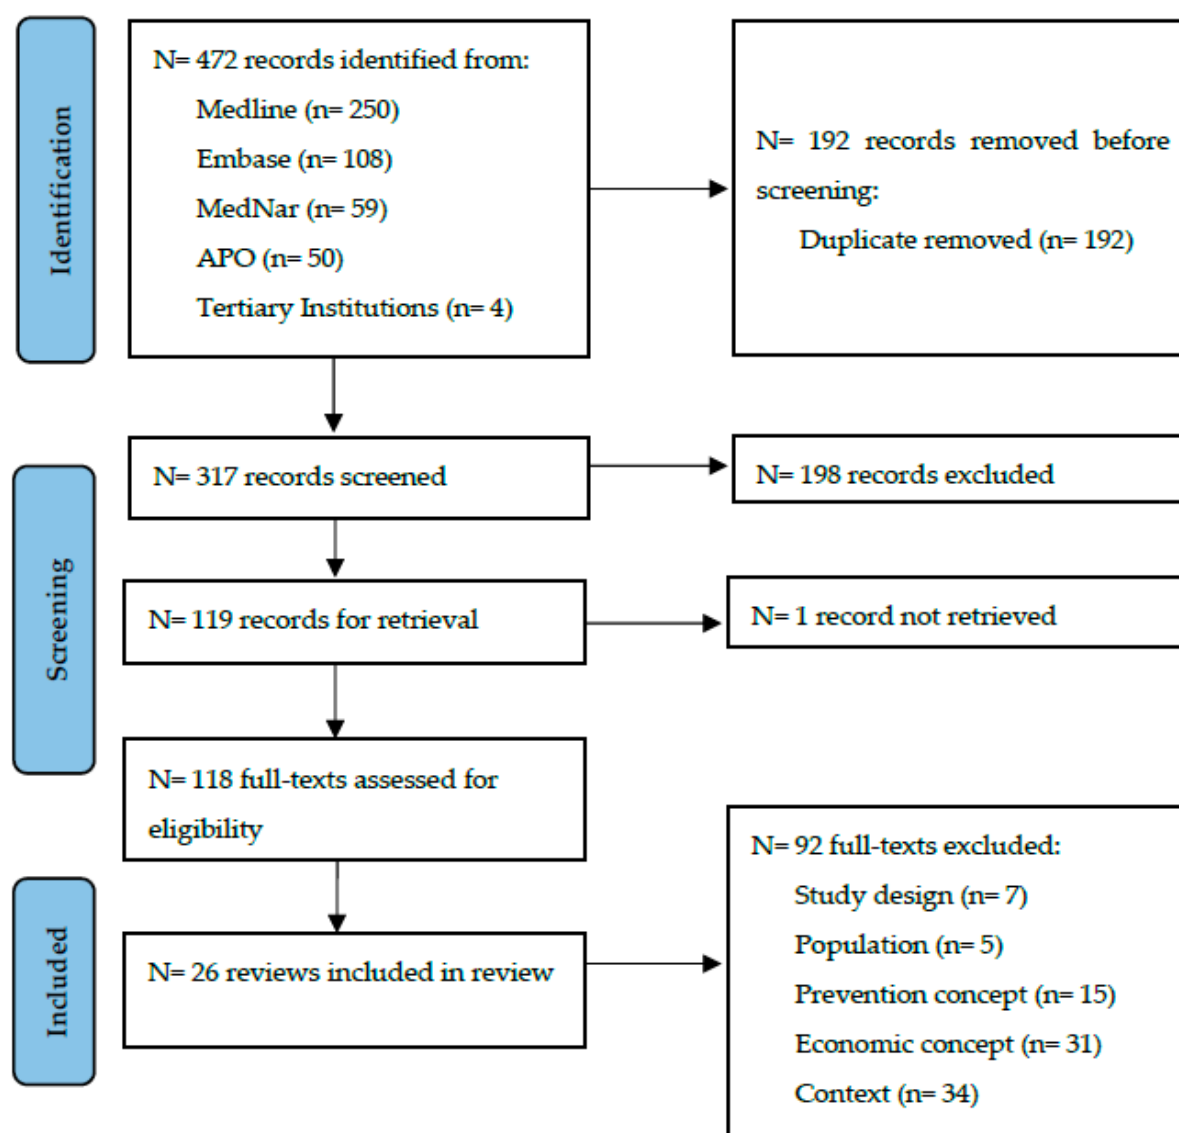 Identification
N= 472 records identified from:
Medline (n= 250)
Embase (n= 108)
MedNar (n= 59)
APO (n= 50)
Tertiary Institutions (n= 4)
N= 192 records removed before
screening:
Duplicate removed (n= 192)
Screening
N= 317 records screened
N= 198 records excluded
N= 119 records for retrieval
N= 1 record not retrieved
N= 118 full-texts assessed for
eligibility
Included
N= 26 reviews included in review
N= 92 full-texts excluded:
Study design (n= 7)
Population (n= 5)
Prevention concept (n= 15)
Economic concept (n= 31)
Context (n= 34)